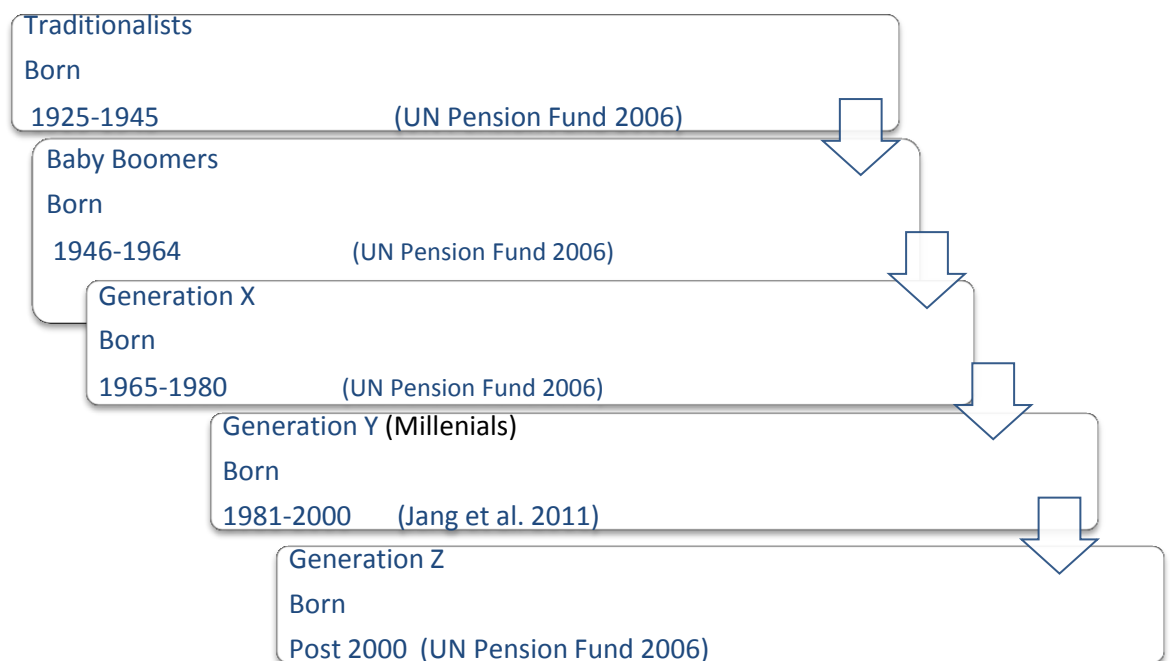 Traditionalists
Born
1925-1945 (UN Pension Fund 2006)
Baby Boomers
Born
1946-1964 (UN Pension Fund 2006)
Generation X
Born
1965-1980 (UN Pension Fund 2006)
Generation Y (Millenials)
Born
1981-2000 (Jang et al. 2011)
Generation Z
Born
Post 2000 (UN Pension Fund 2006)